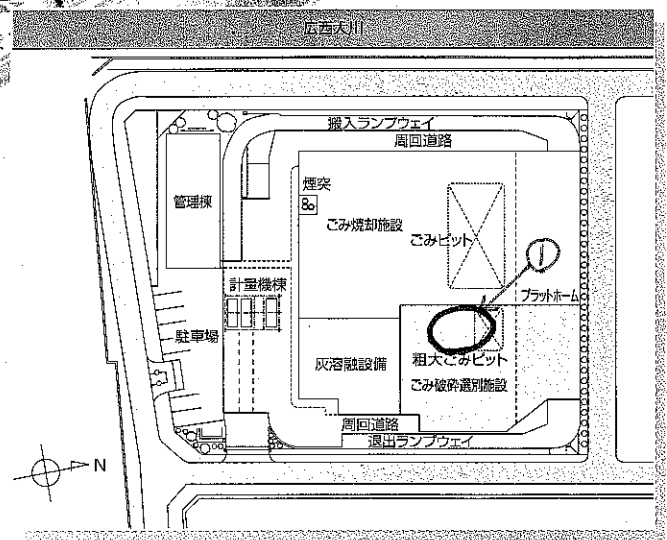 広西大川
搬入ランプウェイ
周回道路
煙突
管理棟
ごみ焼却施設
ごみピット
①
計量機棟
プラットホーム
駐車場
灰溶融設備
粗大ごみピット
ごみ破砕選別施設
周回道路
退出ランプウェイ
N